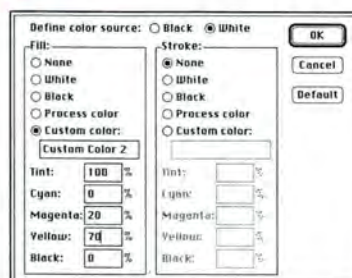 Define color source: Black White
OK
Cancel
Default
Fill:
None
White
Black
Process color
Custom color:
Custom Color 2
Tint: 100 %
Cyan: 0 %
Magenta: 20 %
Yellow: 70 %
Black: 0 %
Stroke:
None
White
Black
Process color
Custom color:
Tint: %
Cyan: %
Magenta: %
Yellow: %
Black: %